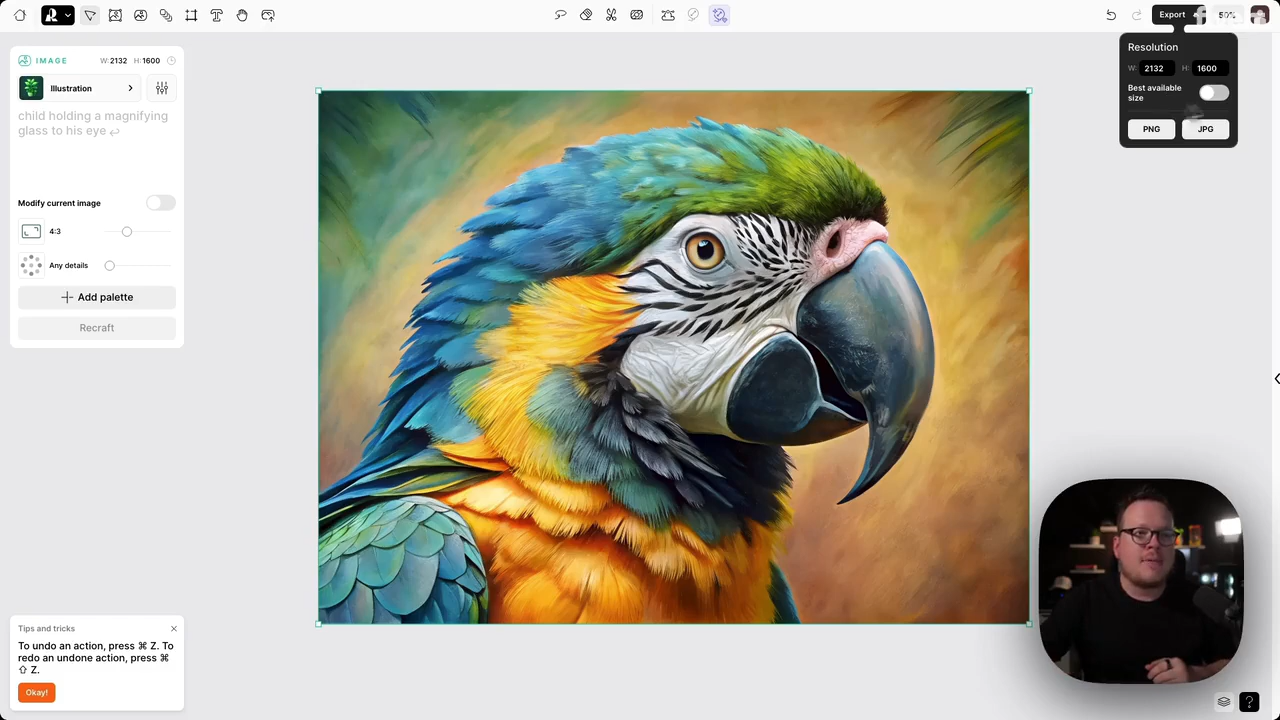 Export
50%
IMAGE
W: 2132 H: 1600
Illustration
child holding a magnifying
glass to his eye
Modify current image
4:3
Any details
Add palette
Recraft
Resolution
W: 2132 H: 1600
Best available
size
PNG
JPG
Tips and tricks
To undo an action, press ⌘ Z. To
redo an undone action, press ⌘
⇧ Z.
Okay!
?